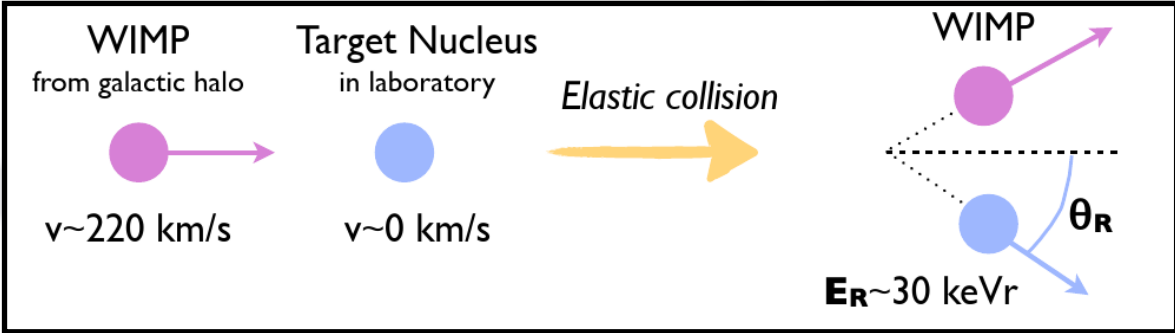 WIMP
from galactic halo
v~220 km/s
Target Nucleus
in laboratory
v~0 km/s
Elastic collision
WIMP
θR
ER~30 keVr